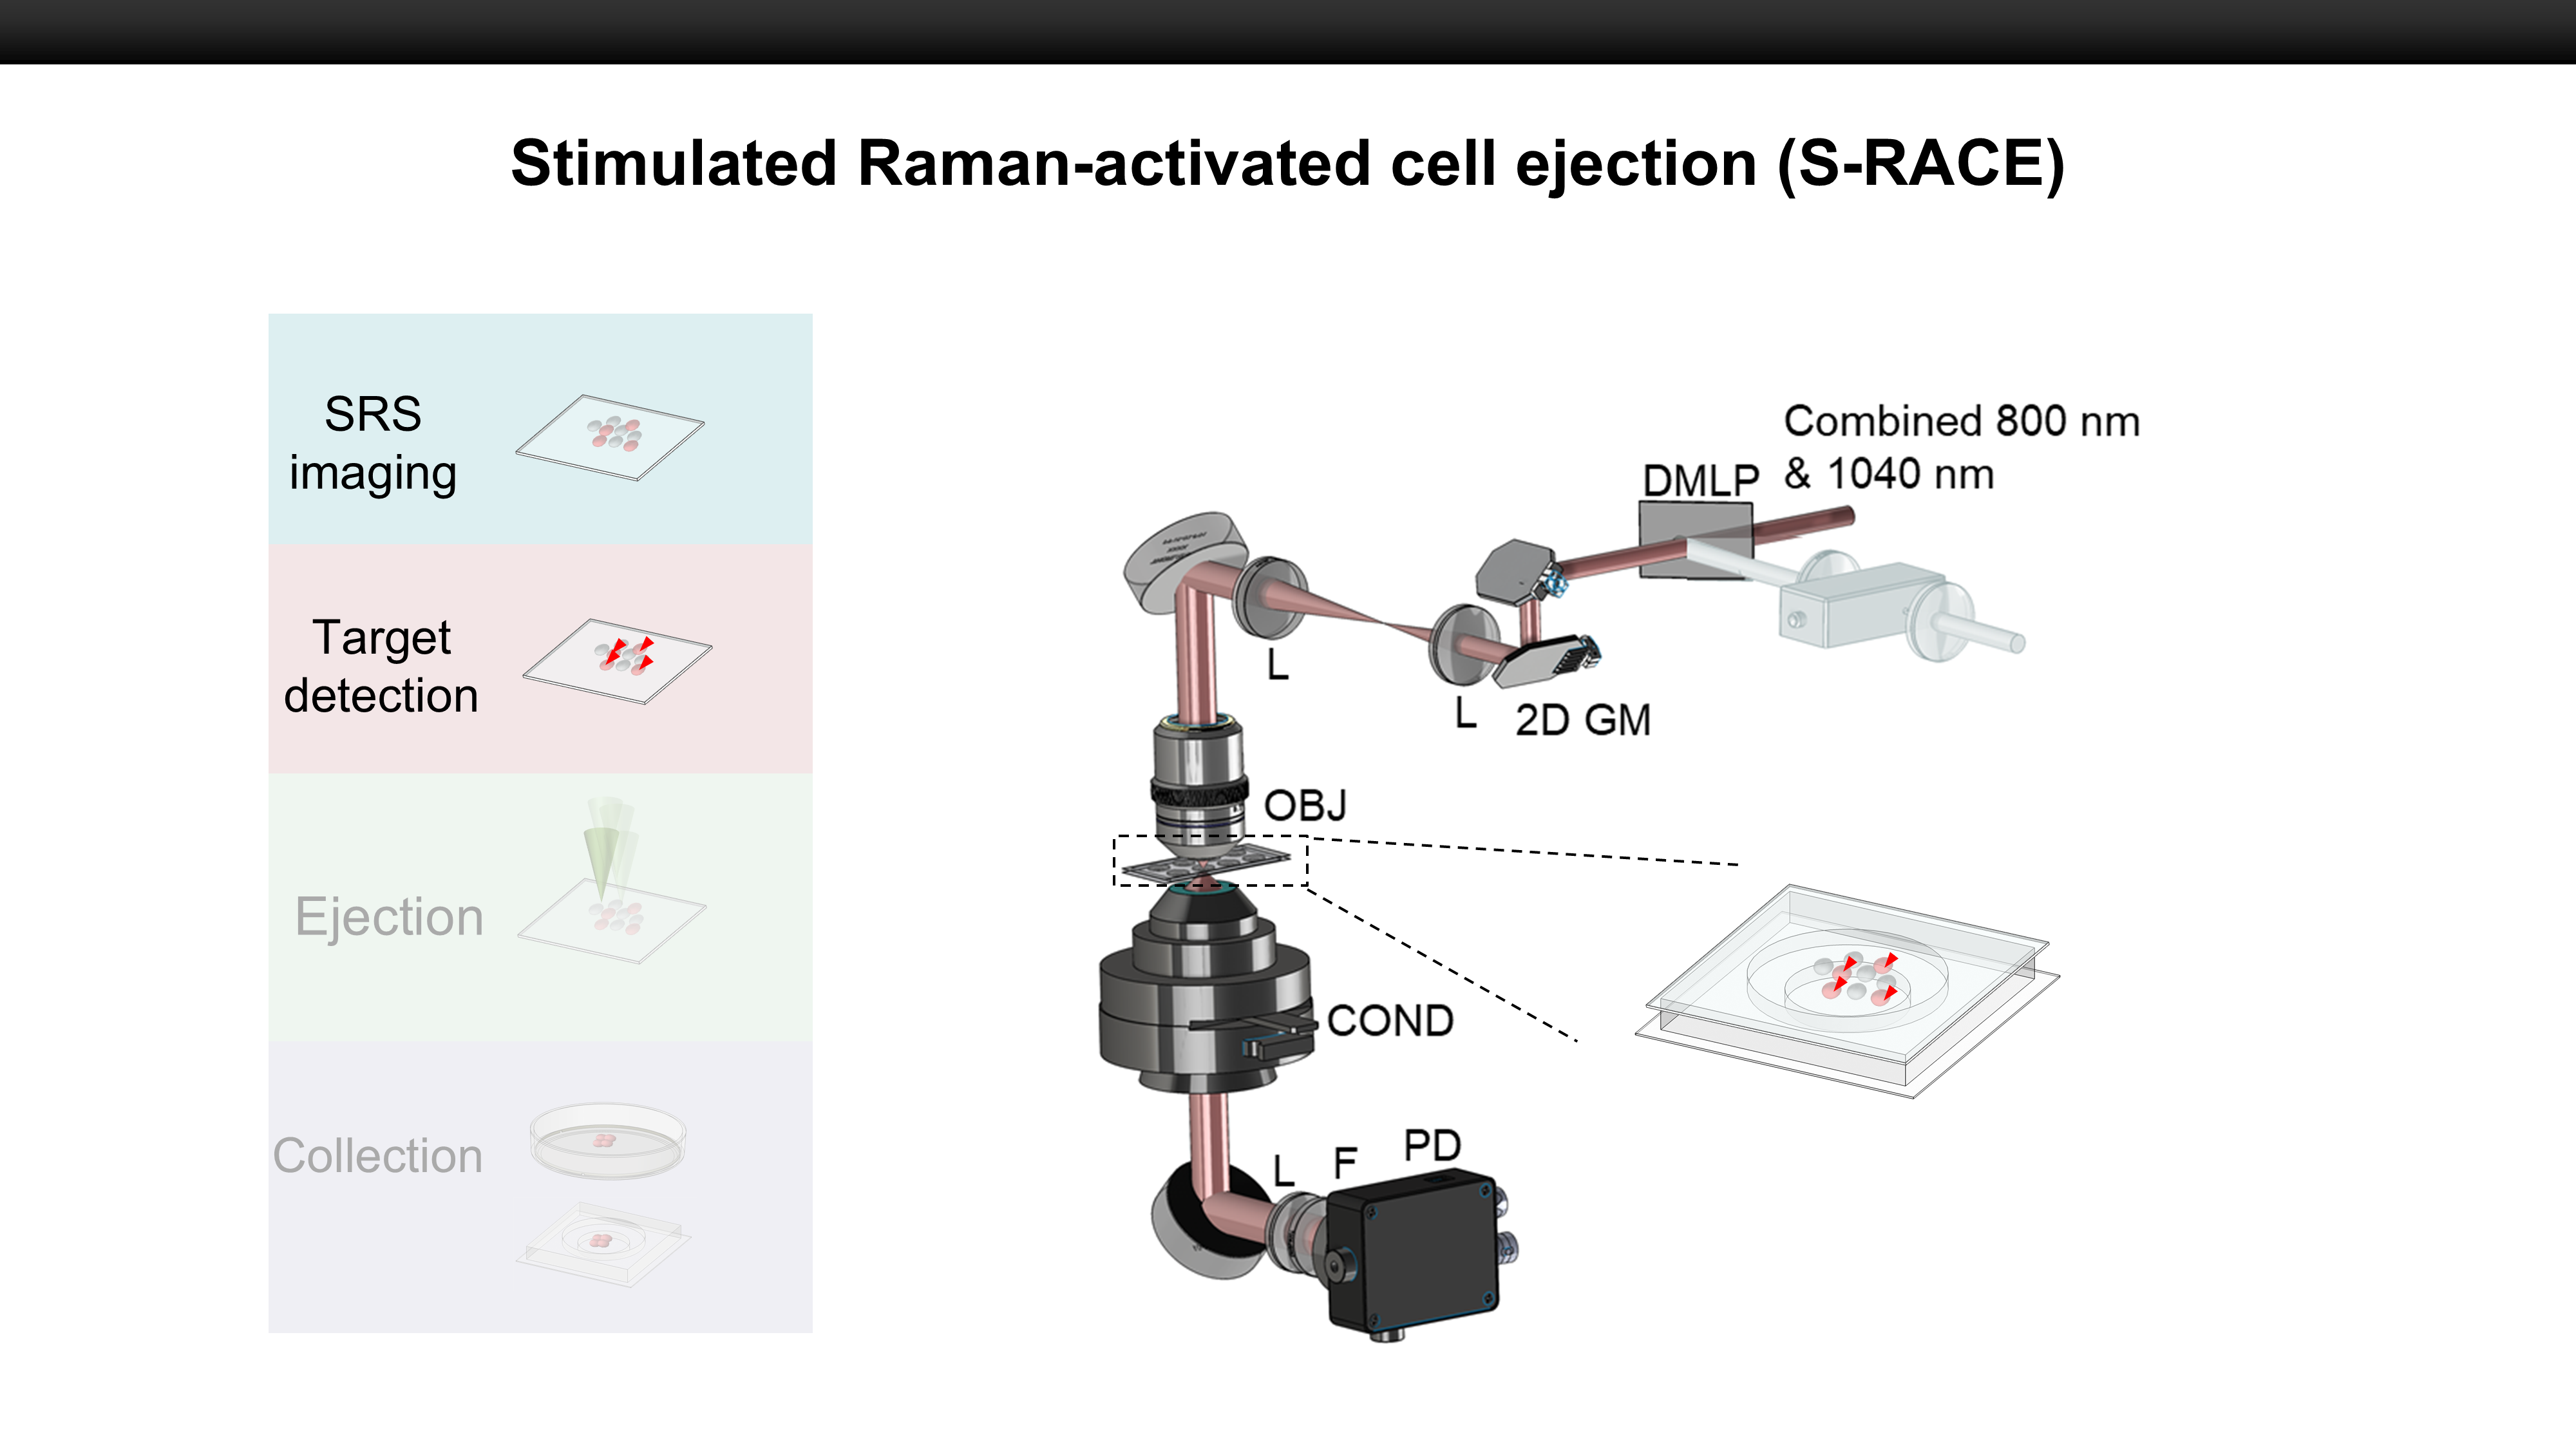 Stimulated Raman-activated cell ejection (S-RACE)
SRS
imaging
Target
detection
Ejection
Collection
Combined 800 nm
& 1040 nm
DMLP
L
L
2D GM
OBJ
COND
L
F
PD